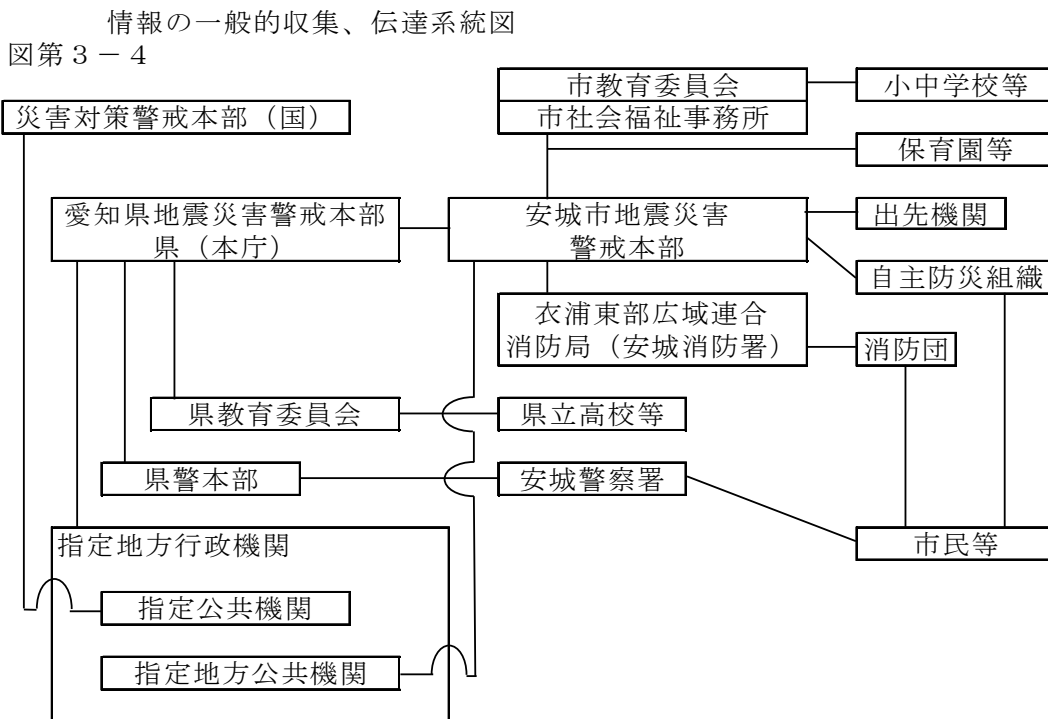 情報の一般的収集、伝達系統図
図第3－4
市教育委員会
小中学校等
災害対策警戒本部（国）
市社会福祉事務所
保育園等
愛知県地震災害警戒本部
県（本庁）
安城市地震災害
警戒本部
出先機関
自主防災組織
衣浦東部広域連合
消防局（安城消防署）
消防団
県教育委員会
県立高校等
県警本部
安城警察署
指定地方行政機関
市民等
指定公共機関
指定地方公共機関